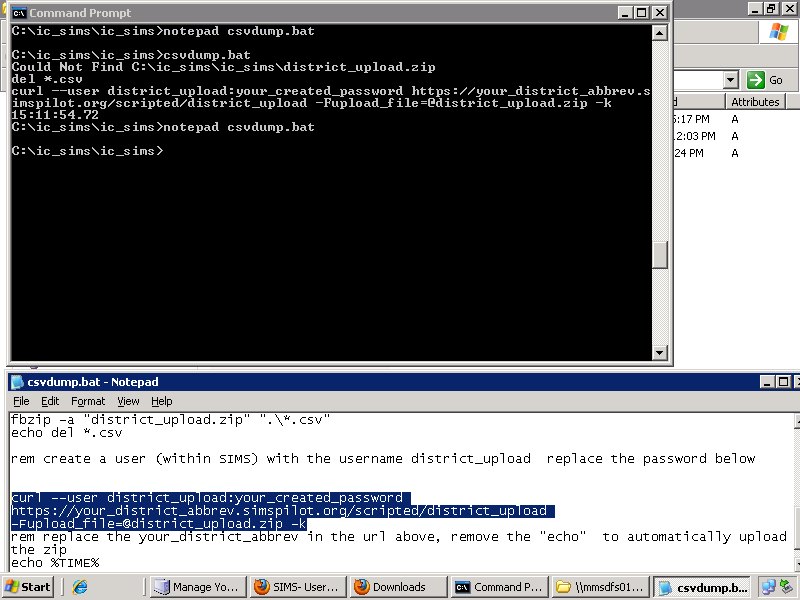 Command Prompt
C:\ic_sims\ic_sims>notepad csvdump.bat
C:\ic_sims\ic_sims>csvdump.bat
Could Not Find C:\ic_sims\ic_sims\district_upload.zip
del *.csv
curl --user district_upload:your_created_password https://your_district_abbrev.s
imspilot.org/scripted/district_upload -Fupload_file=@district_upload.zip -k
15:11:54.72
C:\ic_sims\ic_sims>notepad csvdump.bat
C:\ic_sims\ic_sims>
Go
d Attributes
5:17 PM A
2:03 PM A
24 PM A
csvdump.bat - Notepad
File Edit Format View Help
fbzip -a "district_upload.zip" ".\*.csv"
echo del *.csv
rem create a user (within SIMS) with the username district_upload replace the password below
curl --user district_upload:your_created_password
https://your_district_abbrev.simspilot.org/scripted/district_upload
-Fupload_file=@district_upload.zip -k
rem replace the your_district_abbrev in the url above, remove the "echo" to automatically upload
the zip
echo %TIME%
Start Manage Yo... SIMS- User... Downloads Command P... \\mmsdfs01... csvdump.b...